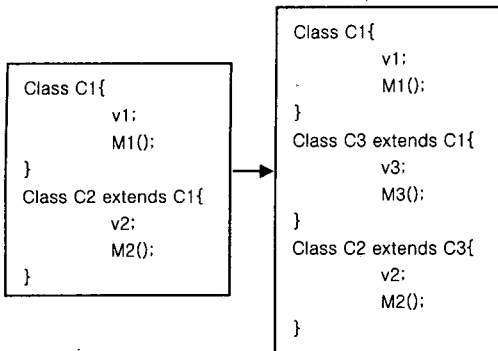 Class C1{
v1;
M1();
}
Class C2 extends C1{
v2;
M2();
}
Class C1{
v1;
M1();
}
Class C3 extends C1{
v3;
M3();
}
Class C2 extends C3{
v2;
M2();
}